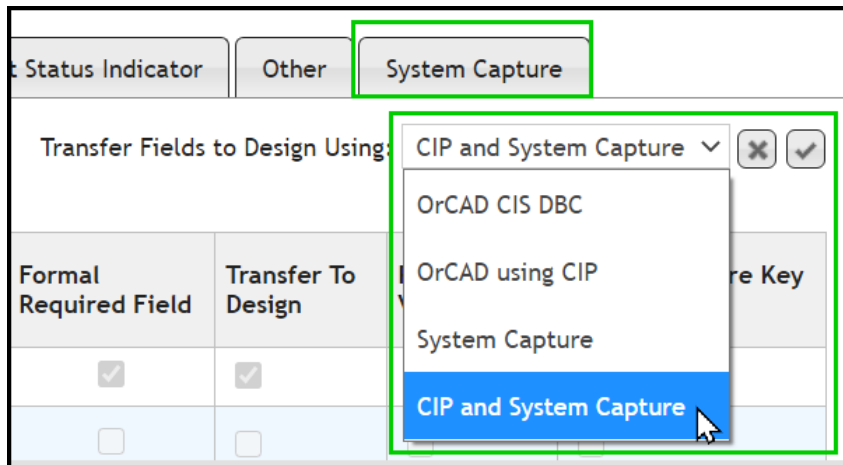 t Status Indicator
Other
System Capture
Transfer Fields to Design Using:
CIP and System Capture
OrCAD CIS DBC
OrCAD using CIP
System Capture
CIP and System Capture
Formal
Required Field
Transfer To
Design
re Key